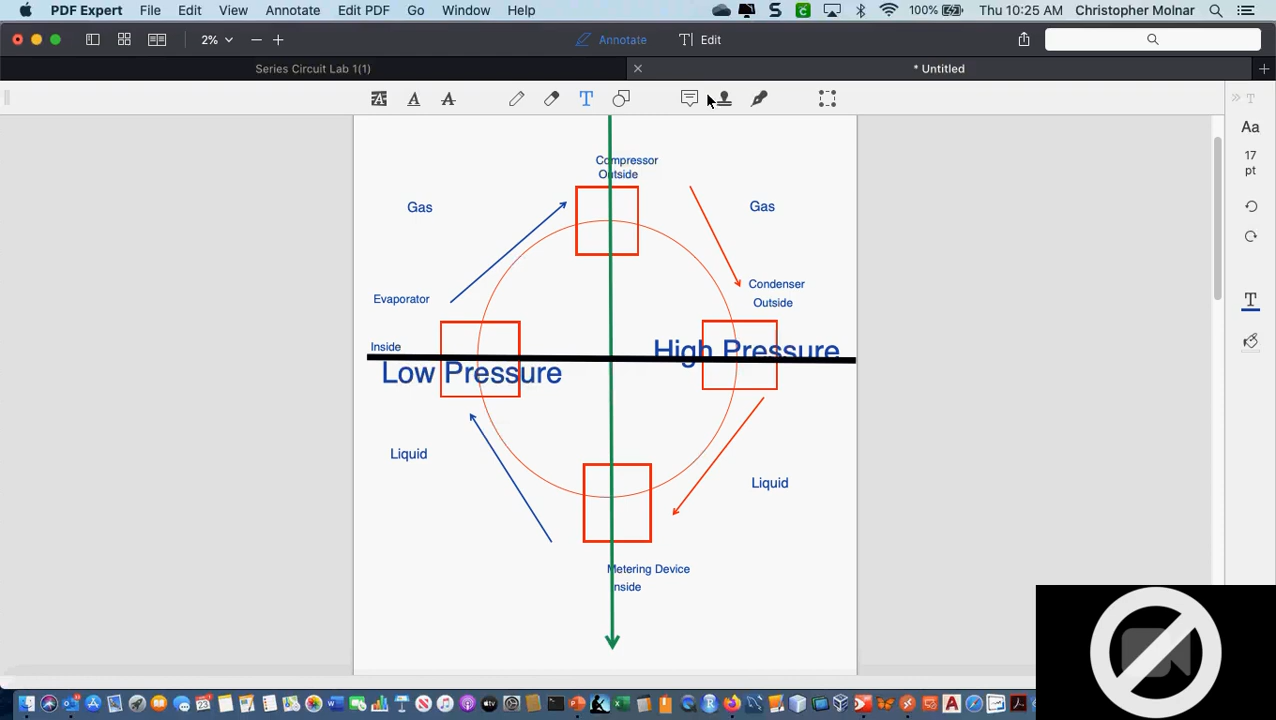 PDF Expert File Edit View Annotate Edit PDF Go Window Help 100% Thu 10:25 AM Christopher Molnar
2% Annotate Edit
Series Circuit Lab 1(1) * Untitled
Compressor
Outside
Gas
Gas
Condenser
Outside
Evaporator
Inside
High Pressure
Low Pressure
Liquid
Liquid
Metering Device
Inside
Aa
17
pt